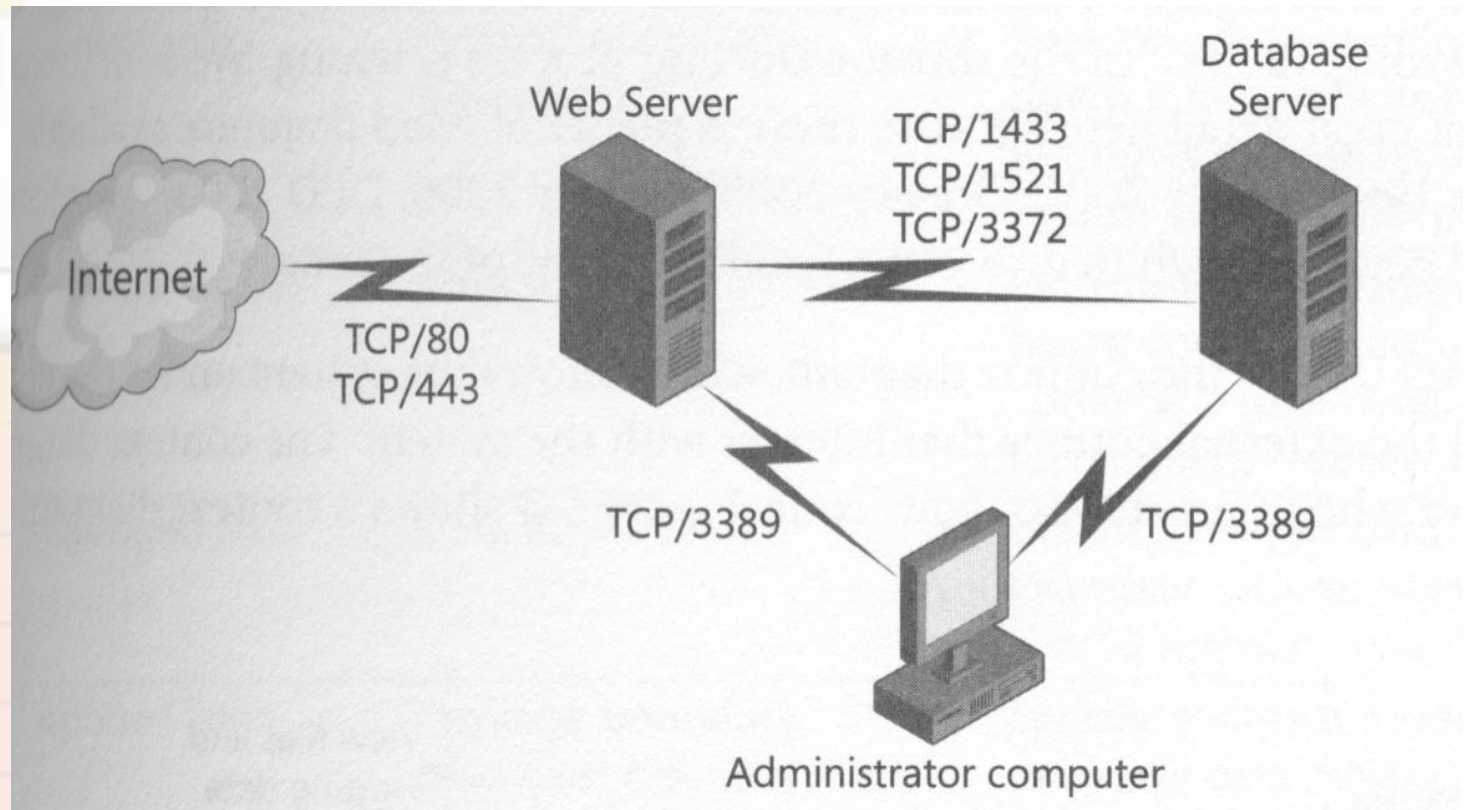 Web Server
Database
Server
TCP/1433
TCP/1521
TCP/3372
Internet
TCP/80
TCP/443
TCP/3389
TCP/3389
Administrator computer